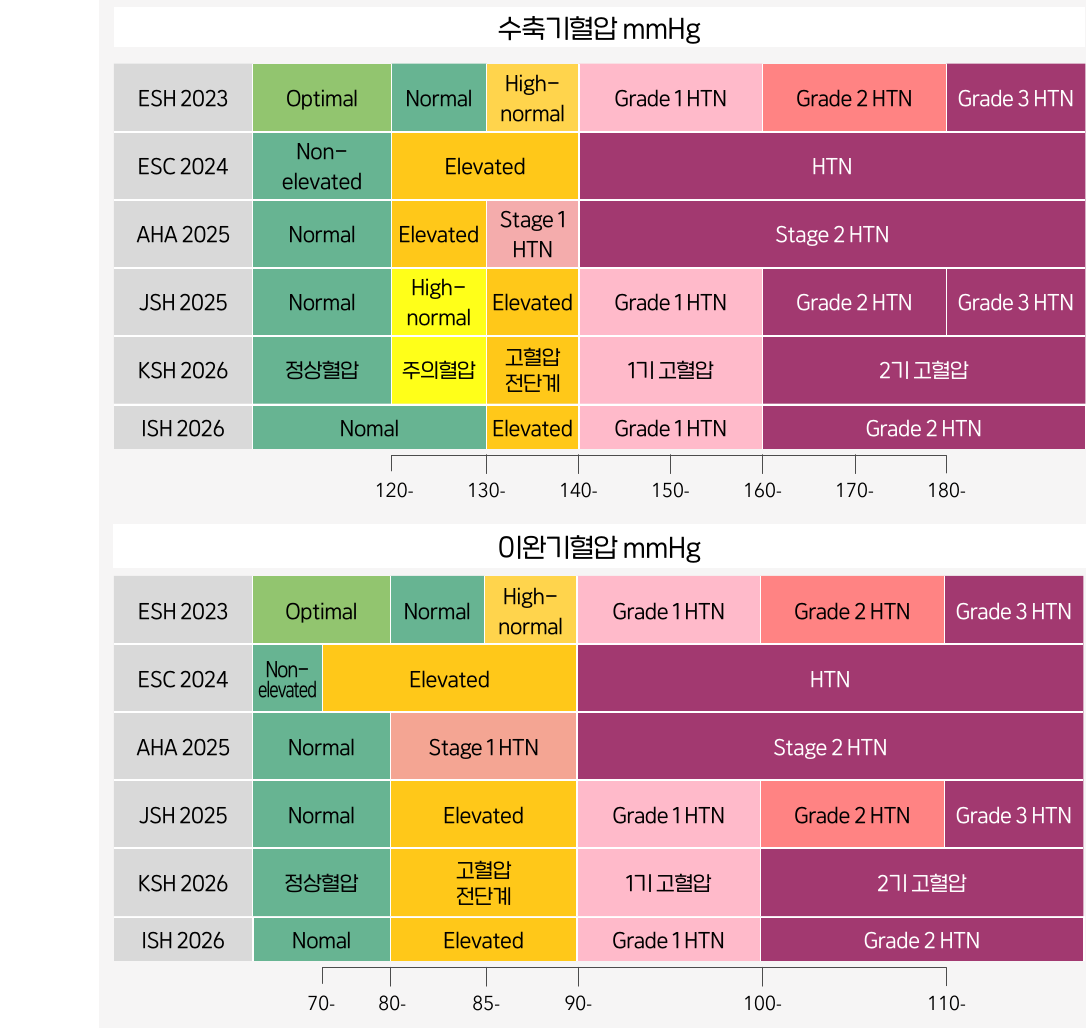 수축기혈압 mmHg
ESH 2023
Optimal
Normal
High-
normal
Grade 1 HTN
Grade 2 HTN
Grade 3 HTN
ESC 2024
Non-
elevated
Elevated
HTN
AHA 2025
Normal
Elevated
Stage 1
HTN
Stage 2 HTN
JSH 2025
Normal
High-
normal
Elevated
Grade 1 HTN
Grade 2 HTN
Grade 3 HTN
KSH 2026
정상혈압
주의혈압
고혈압
전단계
1기 고혈압
2기 고혈압
ISH 2026
Nomal
Elevated
Grade 1 HTN
Grade 2 HTN
120- 130- 140- 150- 160- 170- 180-
이완기혈압 mmHg
ESH 2023
Optimal
Normal
High-
normal
Grade 1 HTN
Grade 2 HTN
Grade 3 HTN
ESC 2024
Non-
elevated
Elevated
HTN
AHA 2025
Normal
Stage 1 HTN
Stage 2 HTN
JSH 2025
Normal
Elevated
Grade 1 HTN
Grade 2 HTN
Grade 3 HTN
KSH 2026
정상혈압
고혈압
전단계
1기 고혈압
2기 고혈압
ISH 2026
Nomal
Elevated
Grade 1 HTN
Grade 2 HTN
70- 80- 85- 90- 100- 110-